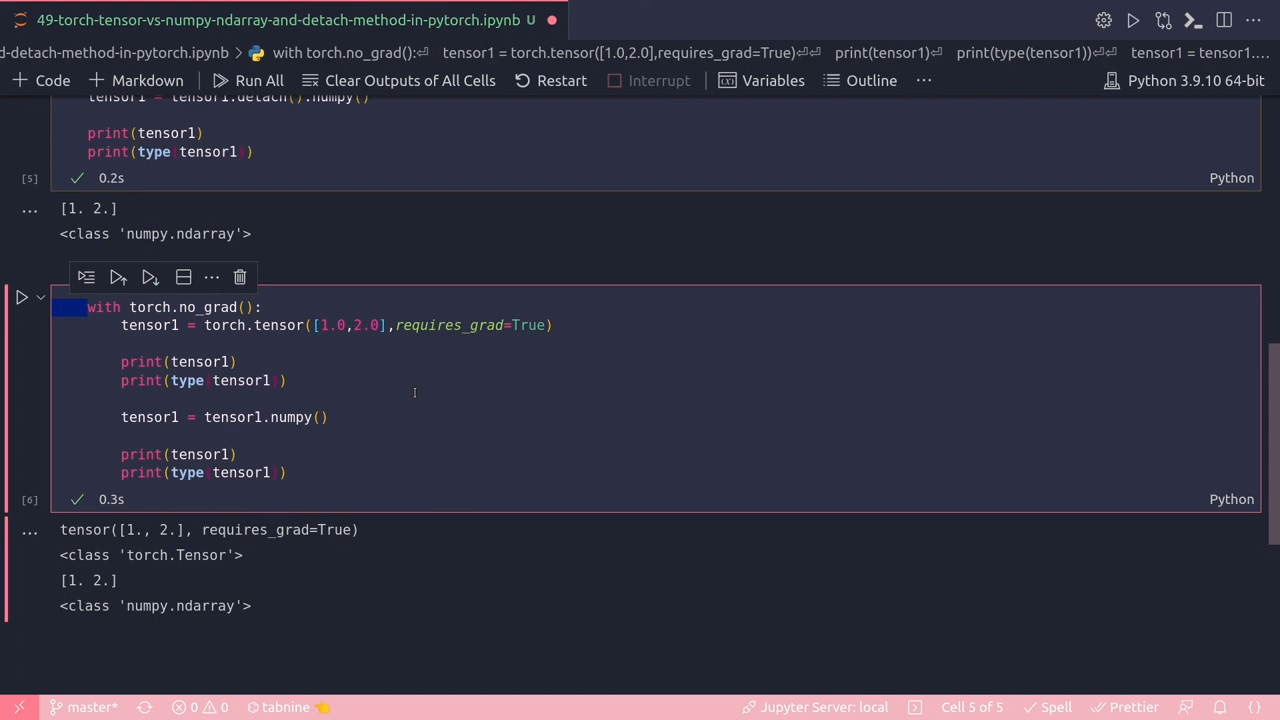 49-torch-tensor-vs-numpy-ndarray-and-detach-method-in-pytorch.ipynb U
d-detach-method-in-pytorch.ipynb > with torch.no_grad():⏎ tensor1 = torch.tensor([1.0,2.0],requires_grad=True)⏎⏎ print(tensor1)⏎ print(type(tensor1))⏎⏎ tensor1 = tensor1....
+ Code + Markdown Run All Clear Outputs of All Cells Restart Interrupt Variables Outline ... Python 3.9.10 64-bit
tensor1 = tensor1.detach().numpy()
print(tensor1)
print(type(tensor1))
[5] 0.2s Python
... [1. 2.]
<class 'numpy.ndarray'>
with torch.no_grad():
tensor1 = torch.tensor([1.0,2.0],requires_grad=True)
print(tensor1)
print(type(tensor1))
tensor1 = tensor1.numpy()
print(tensor1)
print(type(tensor1))
[6] 0.3s Python
... tensor([1., 2.], requires_grad=True)
<class 'torch.Tensor'>
[1. 2.]
<class 'numpy.ndarray'>
master* 0 0 tabnine 👈 Jupyter Server: local Cell 5 of 5 Spell Prettier